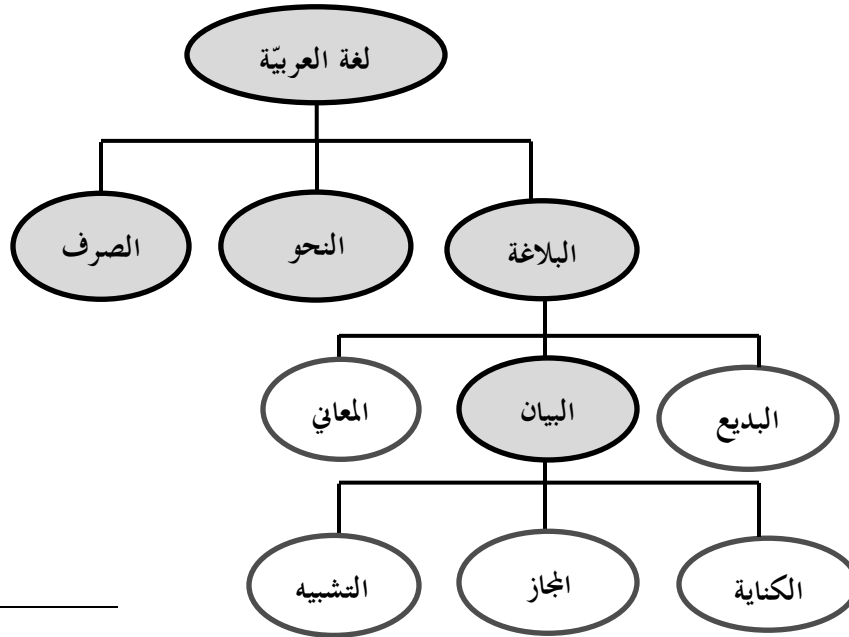 لغة العربيّة
البلاغة
النحو
الصرف
البديع
البيان
المعاني
الكناية
المجاز
التشبيه